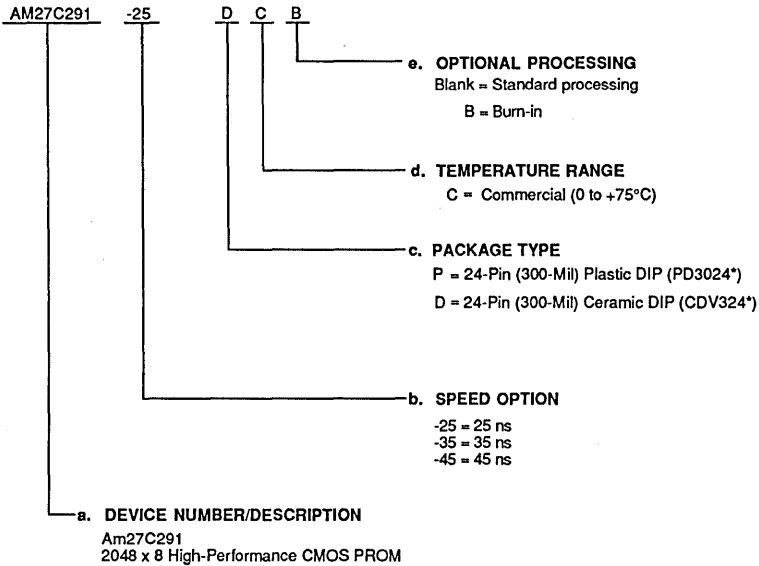 AM27C291 -25 D C B
e. OPTIONAL PROCESSING
Blank = Standard processing
B = Burn-in
d. TEMPERATURE RANGE
C = Commercial (0 to +75°C)
c. PACKAGE TYPE
P = 24-Pin (300-Mil) Plastic DIP (PD3024*)
D = 24-Pin (300-Mil) Ceramic DIP (CDV324*)
b. SPEED OPTION
-25 = 25 ns
-35 = 35 ns
-45 = 45 ns
a. DEVICE NUMBER/DESCRIPTION
Am27C291
2048 x 8 High-Performance CMOS PROM